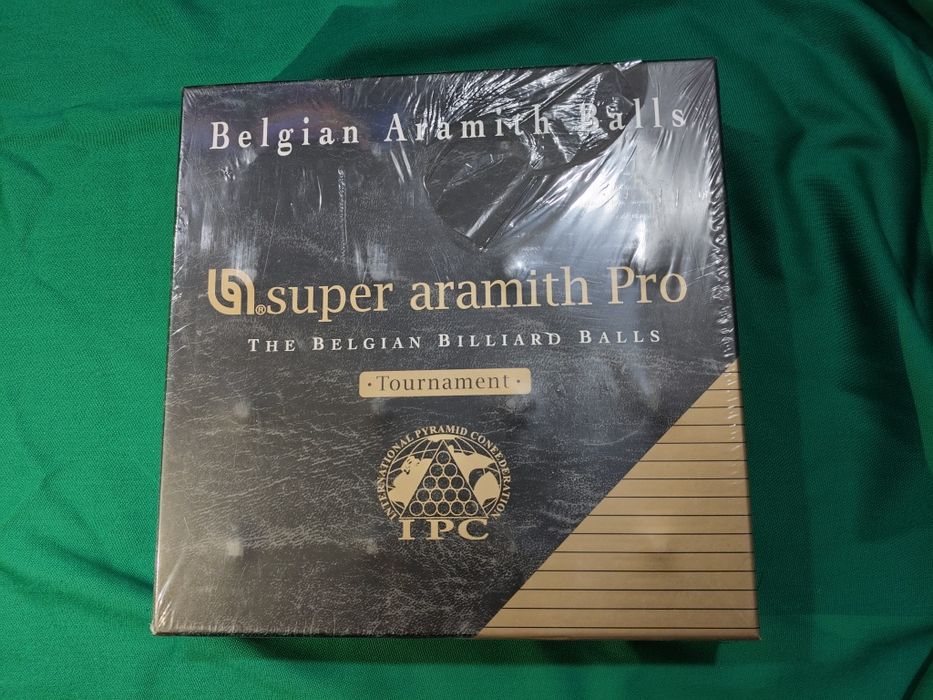 Belgian Aramith Balls
®super aramith Pro
THE BELGIAN BILLIARD BALLS
·Tournament·
INTERNATIONAL PYRAMID CONFEDERATION
IPC